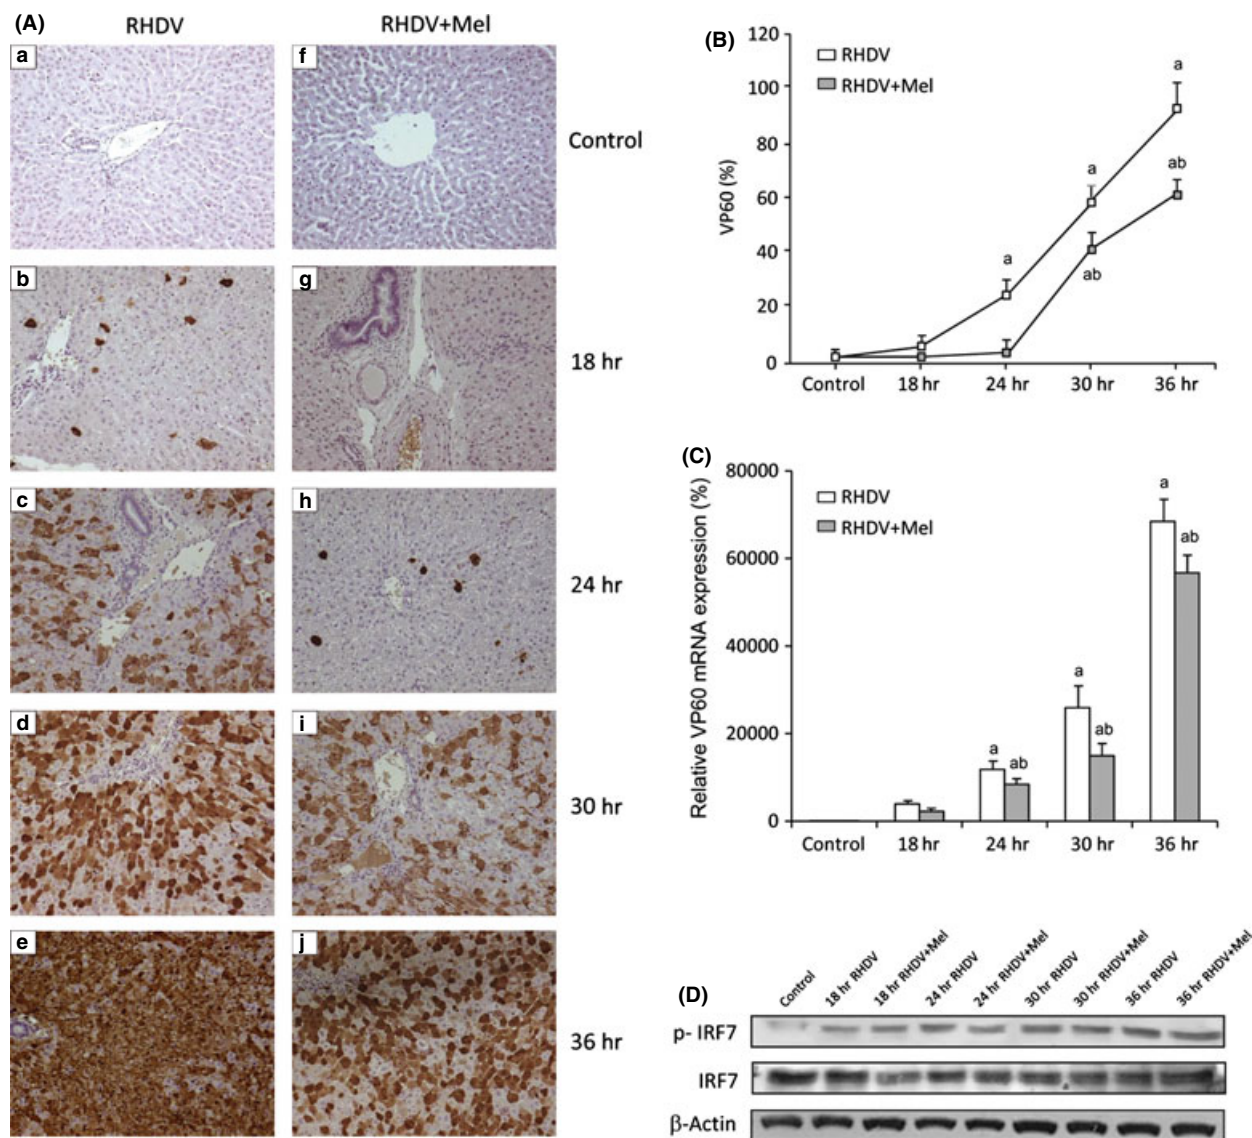 (A)
RHDV
RHDV+Mel
a
f
Control
b
g
18 hr
c
h
24 hr
d
i
30 hr
e
j
36 hr
(B)
120
100
80
60
40
20
0
VP60 (%)
RHDV
RHDV+Mel
a
a
a
ab
ab
Control 18 hr 24 hr 30 hr 36 hr
(C)
80000
60000
40000
20000
0
Relative VP60 mRNA expression (%)
RHDV
RHDV+Mel
a
ab
a
ab
a
ab
Control 18 hr 24 hr 30 hr 36 hr
(D)
Control
18 hr RHDV
18 hr RHDV+Mel
24 hr RHDV
24 hr RHDV+Mel
30 hr RHDV
30 hr RHDV+Mel
36 hr RHDV
36 hr RHDV+Mel
p- IRF7
IRF7
β-Actin